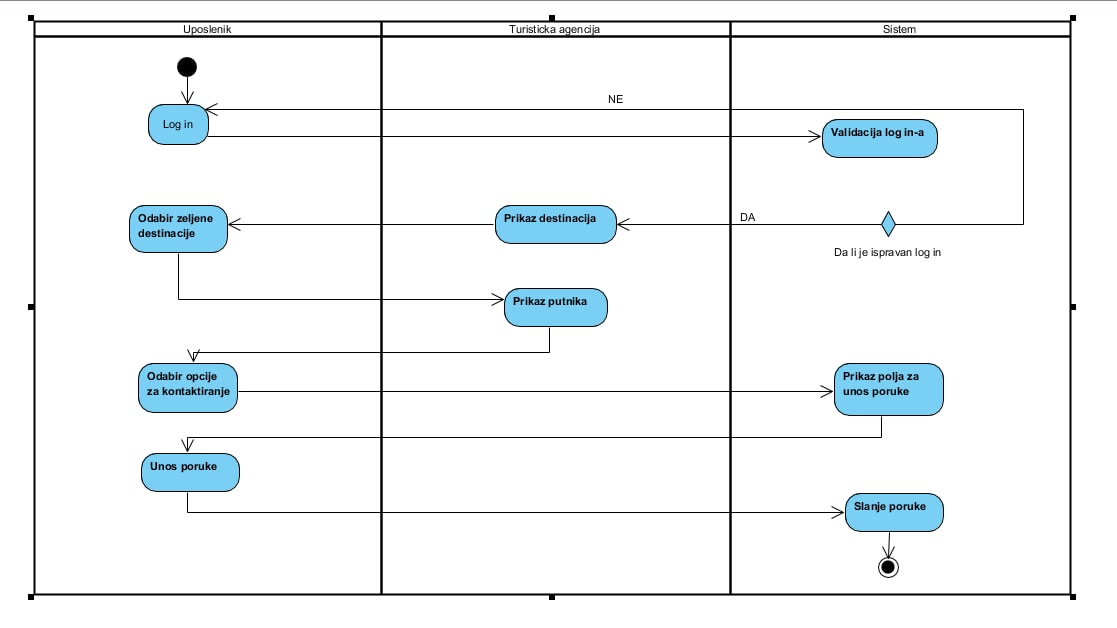 Uposlenik
Turisticka agencija
Sistem
NE
Log in
Validacija log in-a
Odabir zeljene
destinacije
Prikaz destinacija
DA
Da li je ispravan log in
Prikaz putnika
Odabir opcije
za kontaktiranje
Prikaz polja za
unos poruke
Unos poruke
Slanje poruke